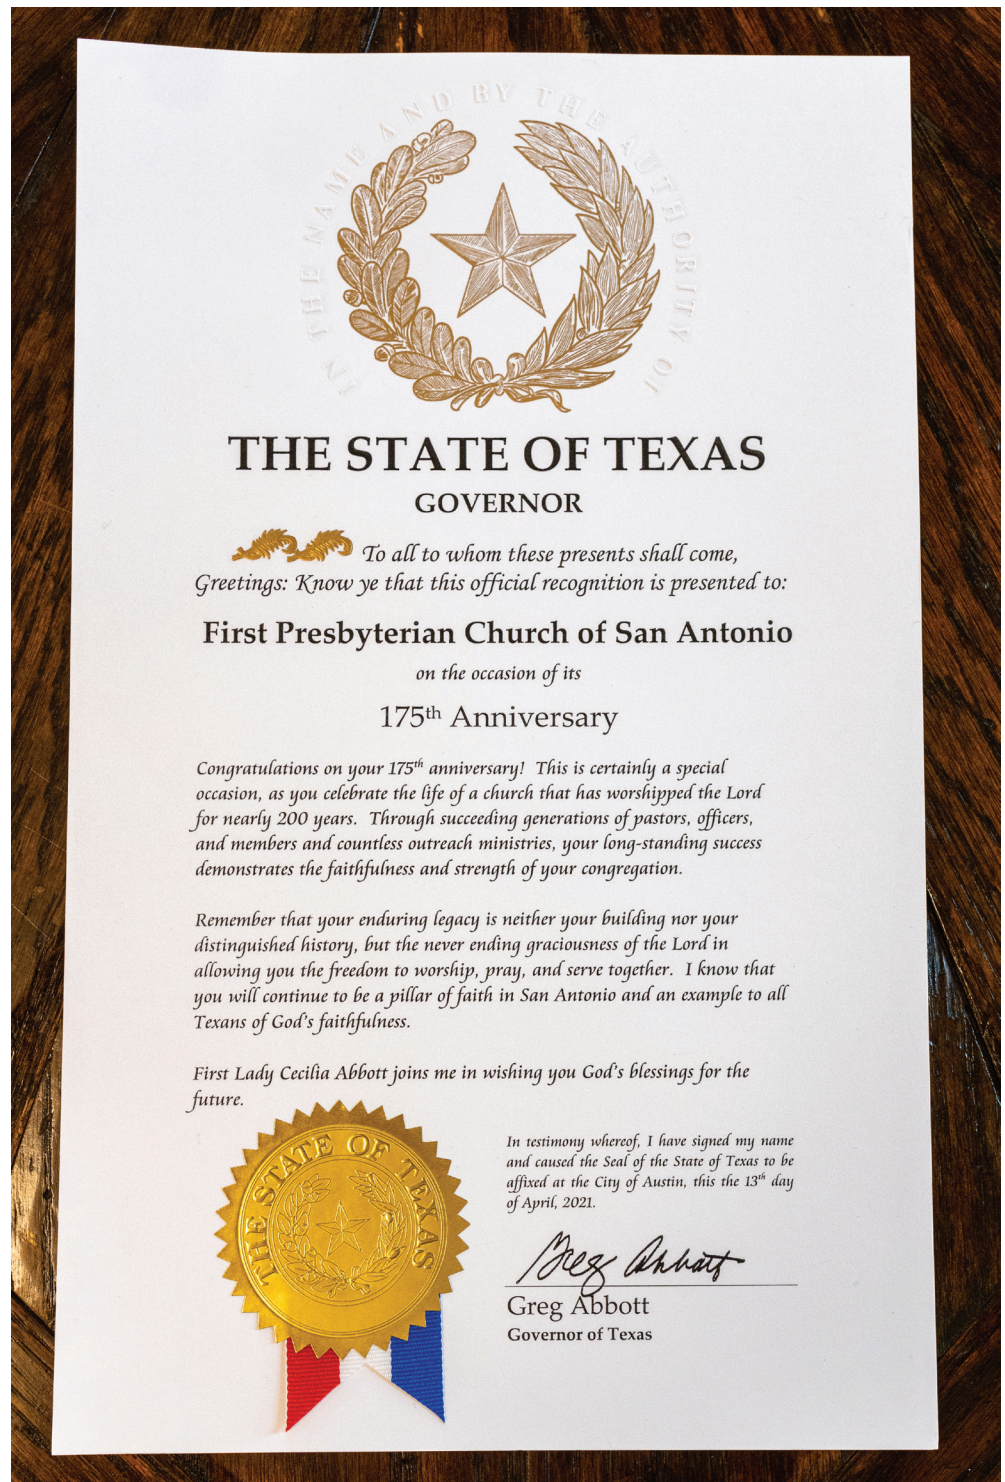 IN THE NAME AND BY THE AUTHORITY OF
THE STATE OF TEXAS
GOVERNOR
To all to whom these presents shall come,
Greetings: Know ye that this official recognition is presented to:
First Presbyterian Church of San Antonio
on the occasion of its
175th Anniversary
Congratulations on your 175th anniversary! This is certainly a special
occasion, as you celebrate the life of a church that has worshipped the Lord
for nearly 200 years. Through succeeding generations of pastors, officers,
and members and countless outreach ministries, your long-standing success
demonstrates the faithfulness and strength of your congregation.
Remember that your enduring legacy is neither your building nor your
distinguished history, but the never ending graciousness of the Lord in
allowing you the freedom to worship, pray, and serve together. I know that
you will continue to be a pillar of faith in San Antonio and an example to all
Texans of God's faithfulness.
First Lady Cecilia Abbott joins me in wishing you God's blessings for the
future.
THE STATE OF TEXAS
In testimony whereof, I have signed my name
and caused the Seal of the State of Texas to be
affixed at the City of Austin, this the 13th day
of April, 2021.
Greg Abbott
Greg Abbott
Governor of Texas